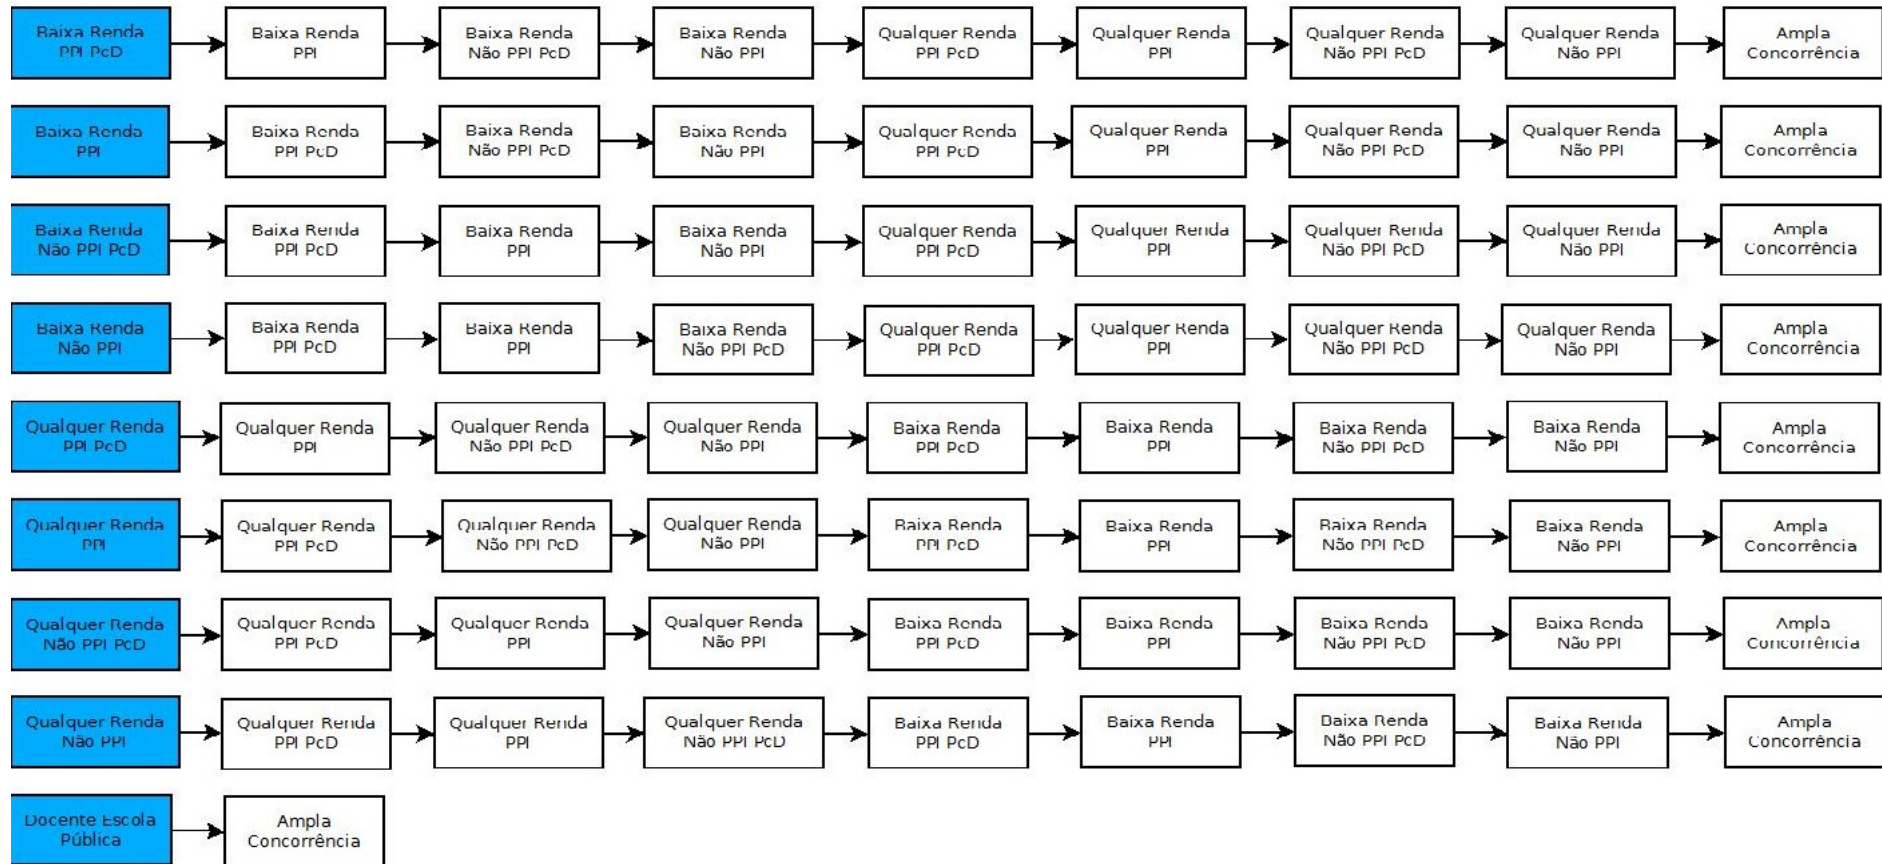 Baixa Renda
PPI PcD
Baixa Renda
PPI
Baixa Renda
Não PPI PcD
Baixa Renda
Não PPI
Qualquer Renda
PPI PcD
Qualquer Renda
PPI
Qualquer Renda
Não PPI PcD
Qualquer Renda
Não PPI
Ampla
Concorrência
Baixa Renda
PPI
Baixa Renda
PPI PcD
Baixa Renda
Não PPI PcD
Baixa Renda
Não PPI
Qualquer Renda
PPI PcD
Qualquer Renda
PPI
Qualquer Renda
Não PPI PcD
Qualquer Renda
Não PPI
Ampla
Concorrência
Baixa Renda
Não PPI PcD
Baixa Renda
PPI PcD
Baixa Renda
PPI
Baixa Renda
Não PPI
Qualquer Renda
PPI PcD
Qualquer Renda
PPI
Qualquer Renda
Não PPI PcD
Qualquer Renda
Não PPI
Ampla
Concorrência
Baixa Renda
Não PPI
Baixa Renda
PPI PcD
Baixa Renda
PPI
Baixa Renda
Não PPI PcD
Qualquer Renda
PPI PcD
Qualquer Renda
PPI
Qualquer Renda
Não PPI PcD
Qualquer Renda
Não PPI
Ampla
Concorrência
Qualquer Renda
PPI PcD
Qualquer Renda
PPI
Qualquer Renda
Não PPI PcD
Qualquer Renda
Não PPI
Baixa Renda
PPI PcD
Baixa Renda
PPI
Baixa Renda
Não PPI PcD
Baixa Renda
Não PPI
Ampla
Concorrência
Qualquer Renda
PPI
Qualquer Renda
PPI PcD
Qualquer Renda
Não PPI PcD
Qualquer Renda
Não PPI
Baixa Renda
PPI PcD
Baixa Renda
PPI
Baixa Renda
Não PPI PcD
Baixa Renda
Não PPI
Ampla
Concorrência
Qualquer Renda
Não PPI PcD
Qualquer Renda
PPI PcD
Qualquer Renda
PPI
Qualquer Renda
Não PPI
Baixa Renda
PPI PcD
Baixa Renda
PPI
Baixa Renda
Não PPI PcD
Baixa Renda
Não PPI
Ampla
Concorrência
Qualquer Renda
Não PPI
Qualquer Renda
PPI PcD
Qualquer Renda
PPI
Qualquer Renda
Não PPI PcD
Baixa Renda
PPI PcD
Baixa Renda
PPI
Baixa Renda
Não PPI PcD
Baixa Renda
Não PPI
Ampla
Concorrência
Docente Escola
Pública
Ampla
Concorrência